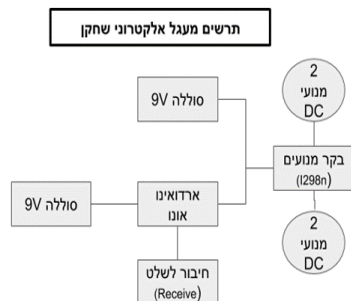 תרשים מעגל אלקטרוני שחקן
2
מנועי
DC
סוללה 9V
בקר מנועים
(l298n)
ארדואינו
אונו
סוללה 9V
2
מנועי
DC
חיבור לשלט
(Receive)